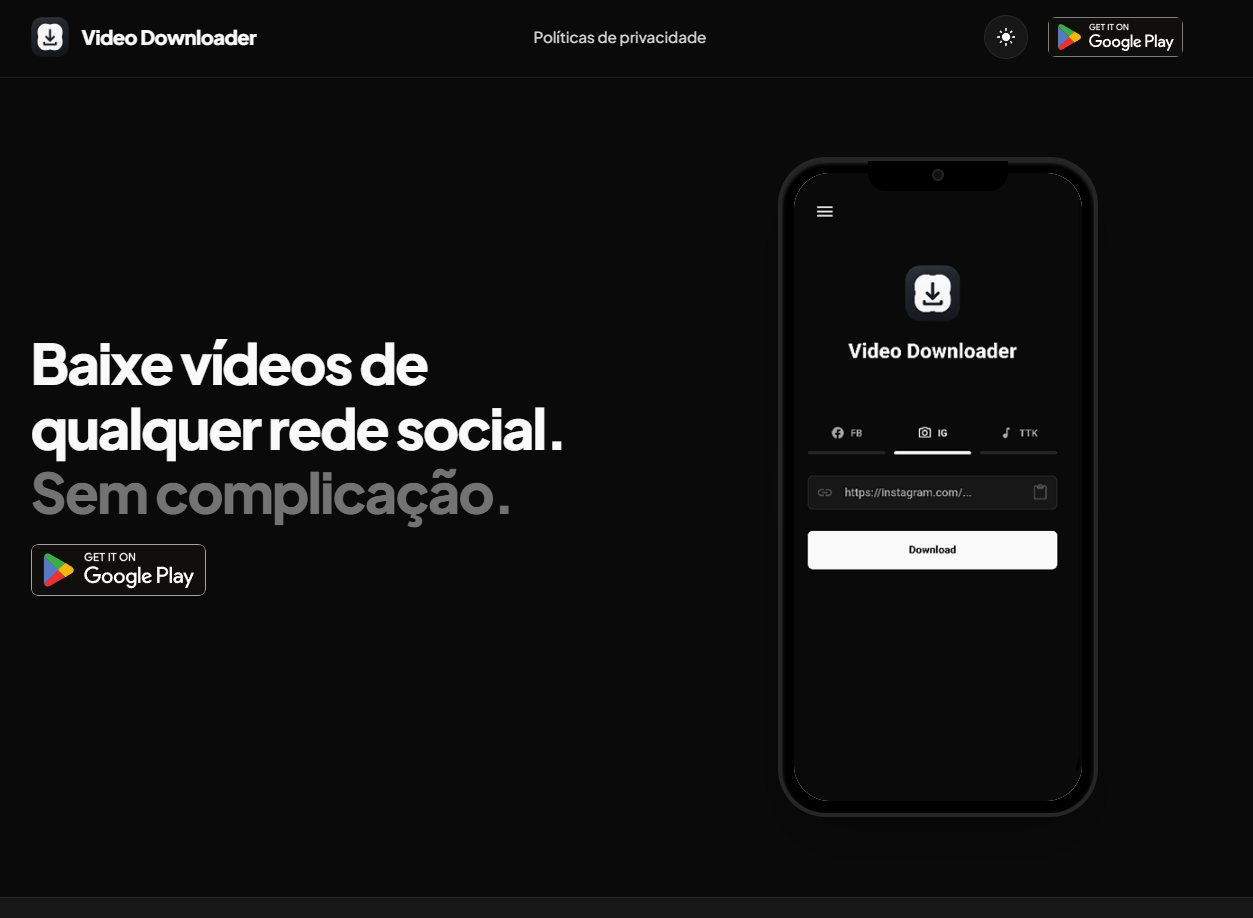 Video Downloader
Políticas de privacidade
GET IT ON
Google Play
Baixe vídeos de
qualquer rede social.
Sem complicação.
GET IT ON
Google Play
Video Downloader
FB
IG
TTK
https://instagram.com/...
Download